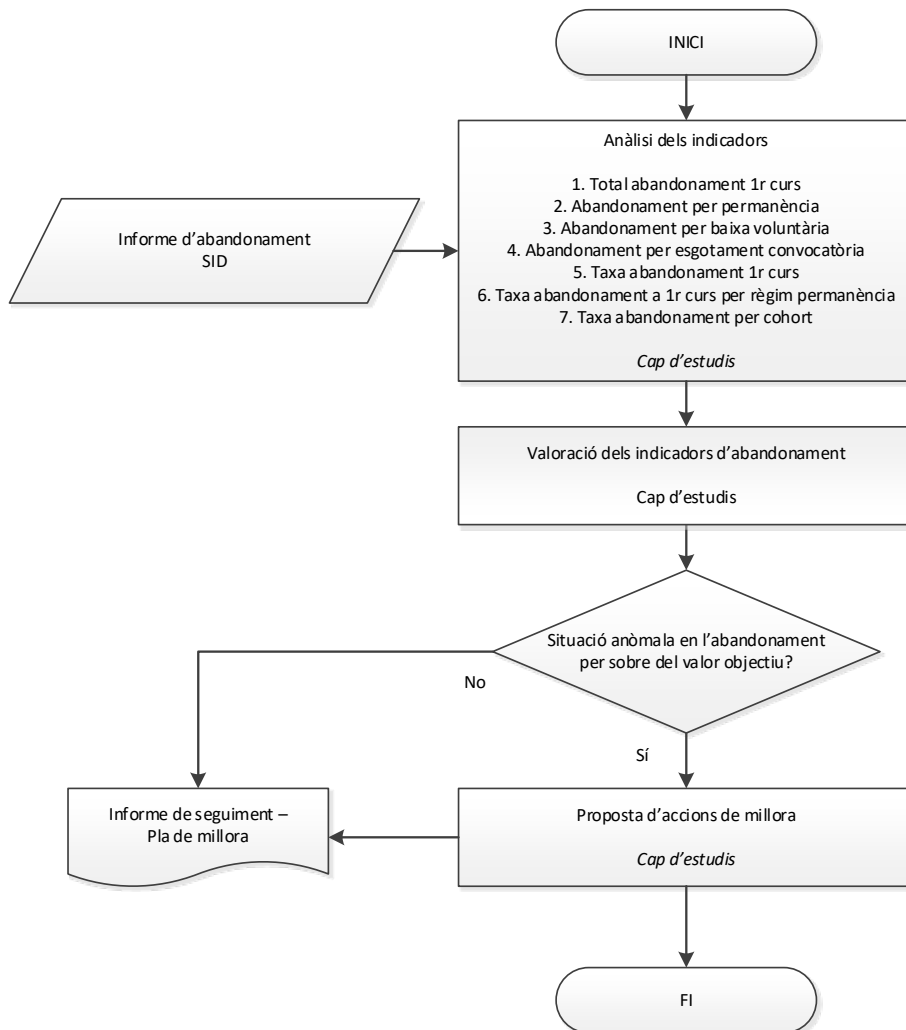 INICI
Anàlisi dels indicadors
1. Total abandonament 1r curs
2. Abandonament per permanència
3. Abandonament per baixa voluntària
4. Abandonament per esgotament convocatòria
5. Taxa abandonament 1r curs
6. Taxa abandonament a 1r curs per règim permanència
7. Taxa abandonament per cohort
Cap d’estudis
Informe d’abandonament
SID
Valoració dels indicadors d’abandonament
Cap d’estudis
Situació anòmala en l’abandonament
per sobre del valor objectiu?
No
Sí
Informe de seguiment –
Pla de millora
Proposta d’accions de millora
Cap d’estudis
FI